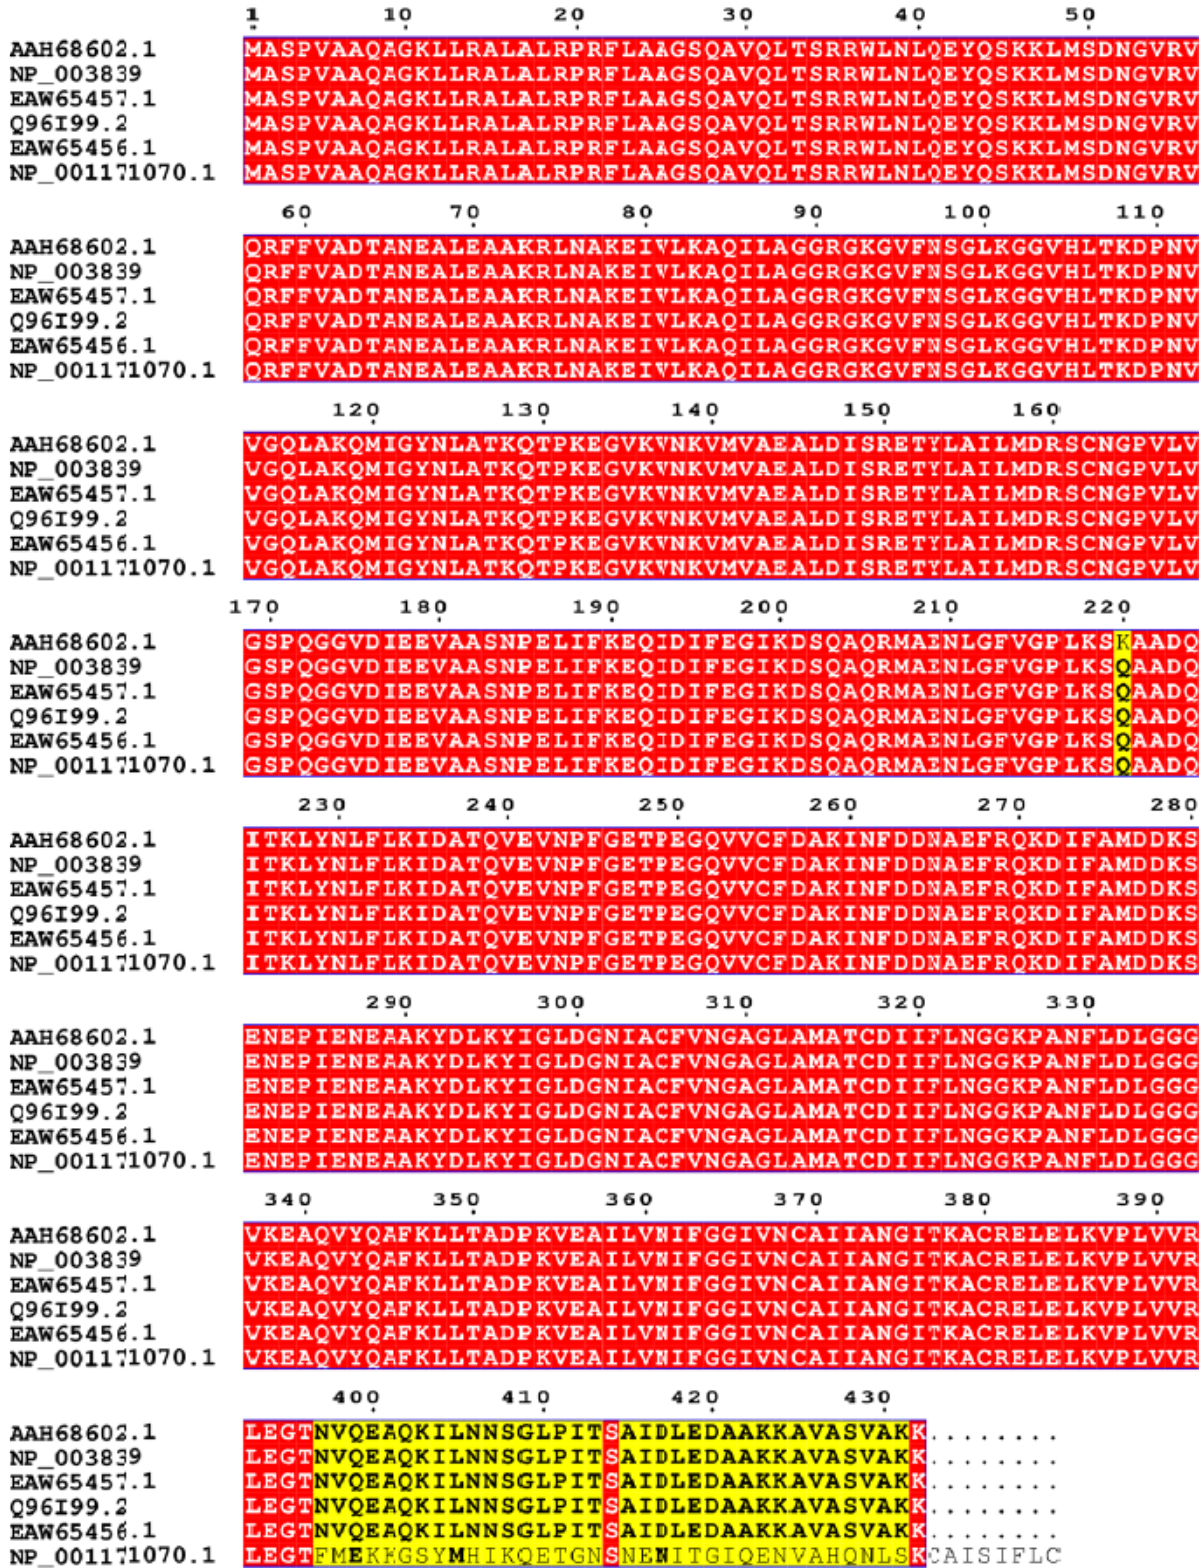 1 10 20 30 40 50
AAH68602.1 MASPVAAQAGKLLRALALRPRFLAAGSQAVQLTSRRWLNLQEYQSKKLMSDNGVRV
NP_003839 MASPVAAQAGKLLRALALRPRFLAAGSQAVQLTSRRWLNLQEYQSKKLMSDNGVRV
EAW65457.1 MASPVAAQAGKLLRALALRPRFLAAGSQAVQLTSRRWLNLQEYQSKKLMSDNGVRV
Q96I99.2 MASPVAAQAGKLLRALALRPRFLAAGSQAVQLTSRRWLNLQEYQSKKLMSDNGVRV
EAW65456.1 MASPVAAQAGKLLRALALRPRFLAAGSQAVQLTSRRWLNLQEYQSKKLMSDNGVRV
NP_001171070.1 MASPVAAQAGKLLRALALRPRFLAAGSQAVQLTSRRWLNLQEYQSKKLMSDNGVRV
60 70 80 90 100 110
AAH68602.1 QRFFVADTANEALEAAKRLNAKEIVLKAQILAGGRGKGVFNSGLKGGVHLTKDPNV
NP_003839 QRFFVADTANEALEAAKRLNAKEIVLKAQILAGGRGKGVFNSGLKGGVHLTKDPNV
EAW65457.1 QRFFVADTANEALEAAKRLNAKEIVLKAQILAGGRGKGVFNSGLKGGVHLTKDPNV
Q96I99.2 QRFFVADTANEALEAAKRLNAKEIVLKAQILAGGRGKGVFNSGLKGGVHLTKDPNV
EAW65456.1 QRFFVADTANEALEAAKRLNAKEIVLKAQILAGGRGKGVFNSGLKGGVHLTKDPNV
NP_001171070.1 QRFFVADTANEALEAAKRLNAKEIVLKAQILAGGRGKGVFNSGLKGGVHLTKDPNV
120 130 140 150 160
AAH68602.1 VGQLAKQMIGYNLATKQTPKEGVKVNKVMVAEALDISRETYLAILMDRSCNGPVLV
NP_003839 VGQLAKQMIGYNLATKQTPKEGVKVNKVMVAEALDISRETYLAILMDRSCNGPVLV
EAW65457.1 VGQLAKQMIGYNLATKQTPKEGVKVNKVMVAEALDISRETYLAILMDRSCNGPVLV
Q96I99.2 VGQLAKQMIGYNLATKQTPKEGVKVNKVMVAEALDISRETYLAILMDRSCNGPVLV
EAW65456.1 VGQLAKQMIGYNLATKQTPKEGVKVNKVMVAEALDISRETYLAILMDRSCNGPVLV
NP_001171070.1 VGQLAKQMIGYNLATKQTPKEGVKVNKVMVAEALDISRETYLAILMDRSCNGPVLV
170 180 190 200 210 220
AAH68602.1 GSPQGGVDIEEVAASNPELIFKEQIDIFEGIKDSQAQRMAENLGFVGPLKSKAADQ
NP_003839 GSPQGGVDIEEVAASNPELIFKEQIDIFEGIKDSQAQRMAENLGFVGPLKSQAADQ
EAW65457.1 GSPQGGVDIEEVAASNPELIFKEQIDIFEGIKDSQAQRMAENLGFVGPLKSQAADQ
Q96I99.2 GSPQGGVDIEEVAASNPELIFKEQIDIFEGIKDSQAQRMAENLGFVGPLKSQAADQ
EAW65456.1 GSPQGGVDIEEVAASNPELIFKEQIDIFEGIKDSQAQRMAENLGFVGPLKSQAADQ
NP_001171070.1 GSPQGGVDIEEVAASNPELIFKEQIDIFEGIKDSQAQRMAENLGFVGPLKSQAADQ
230 240 250 260 270 280
AAH68602.1 ITKLYNLFLKIDATQVEVNPFGETPEGQVVCFDAKINFDDNAEFRQKDIFAMDDKS
NP_003839 ITKLYNLFLKIDATQVEVNPFGETPEGQVVCFDAKINFDDNAEFRQKDIFAMDDKS
EAW65457.1 ITKLYNLFLKIDATQVEVNPFGETPEGQVVCFDAKINFDDNAEFRQKDIFAMDDKS
Q96I99.2 ITKLYNLFLKIDATQVEVNPFGETPEGQVVCFDAKINFDDNAEFRQKDIFAMDDKS
EAW65456.1 ITKLYNLFLKIDATQVEVNPFGETPEGQVVCFDAKINFDDNAEFRQKDIFAMDDKS
NP_001171070.1 ITKLYNLFLKIDATQVEVNPFGETPEGQVVCFDAKINFDDNAEFRQKDIFAMDDKS
290 300 310 320 330
AAH68602.1 ENEPIENEAAKYDLKYIGLDGNIACFVNGAGLAMATCDIIFLNGGKPANFLDLGGG
NP_003839 ENEPIENEAAKYDLKYIGLDGNIACFVNGAGLAMATCDIIFLNGGKPANFLDLGGG
EAW65457.1 ENEPIENEAAKYDLKYIGLDGNIACFVNGAGLAMATCDIIFLNGGKPANFLDLGGG
Q96I99.2 ENEPIENEAAKYDLKYIGLDGNIACFVNGAGLAMATCDIIFLNGGKPANFLDLGGG
EAW65456.1 ENEPIENEAAKYDLKYIGLDGNIACFVNGAGLAMATCDIIFLNGGKPANFLDLGGG
NP_001171070.1 ENEPIENEAAKYDLKYIGLDGNIACFVNGAGLAMATCDIIFLNGGKPANFLDLGGG
340 350 360 370 380 390
AAH68602.1 VKEAQVYQAFKLLTADPKVEAILVNIFGGIVNCAIIANGITKACRELELKVPLVVR
NP_003839 VKEAQVYQAFKLLTADPKVEAILVNIFGGIVNCAIIANGITKACRELELKVPLVVR
EAW65457.1 VKEAQVYQAFKLLTADPKVEAILVNIFGGIVNCAIIANGITKACRELELKVPLVVR
Q96I99.2 VKEAQVYQAFKLLTADPKVEAILVNIFGGIVNCAIIANGITKACRELELKVPLVVR
EAW65456.1 VKEAQVYQAFKLLTADPKVEAILVNIFGGIVNCAIIANGITKACRELELKVPLVVR
NP_001171070.1 VKEAQVYQAFKLLTADPKVEAILVNIFGGIVNCAIIANGITKACRELELKVPLVVR
400 410 420 430
AAH68602.1 LEGTNVQEAQKILNNSGLPITSAIDLEDAAKKAVASVAKK........
NP_003839 LEGTNVQEAQKILNNSGLPITSAIDLEDAAKKAVASVAKK........
EAW65457.1 LEGTNVQEAQKILNNSGLPITSAIDLEDAAKKAVASVAKK........
Q96I99.2 LEGTNVQEAQKILNNSGLPITSAIDLEDAAKKAVASVAKK........
EAW65456.1 LEGTNVQEAQKILNNSGLPITSAIDLEDAAKKAVASVAKK........
NP_001171070.1 LEGTFMEKKGSYMHIKQETGNSNENITGIQENVAHQNLSKCAISIFLC